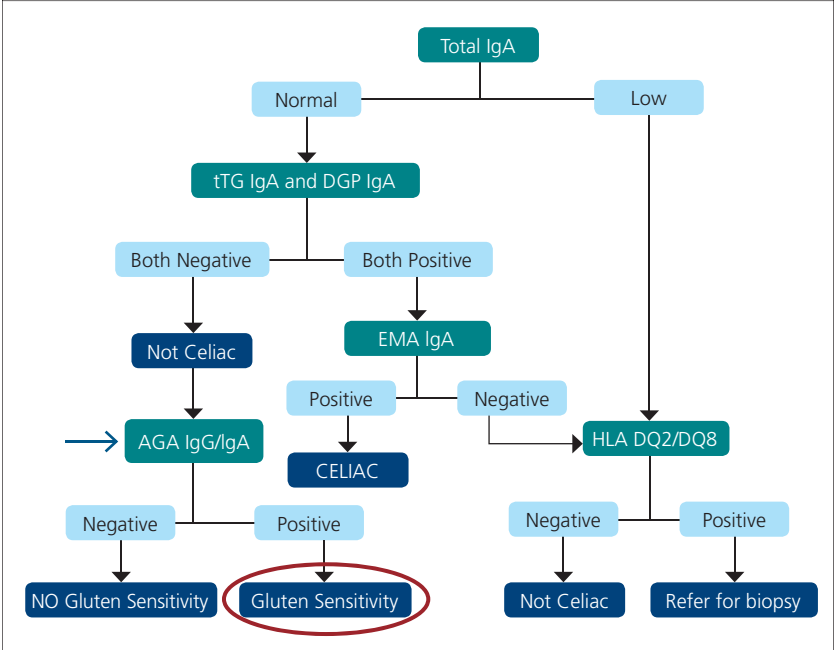 Total IgA
Normal
Low
tTG IgA and DGP IgA
Both Negative
Both Positive
Not Celiac
EMA lgA
Positive
Negative
AGA IgG/lgA
HLA DQ2/DQ8
CELIAC
Negative
Positive
Negative
Positive
NO Gluten Sensitivity
Gluten Sensitivity
Not Celiac
Refer for biopsy